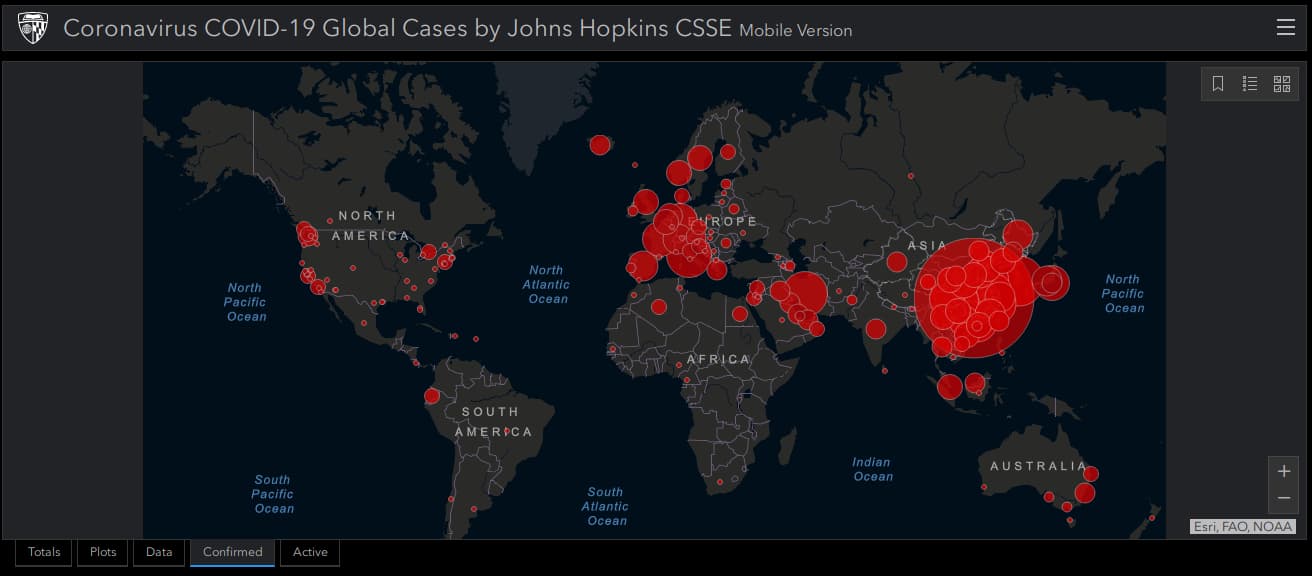 Coronavirus COVID-19 Global Cases by Johns Hopkins CSSE Mobile Version
NORTH
AMERICA
EUROPE
ASIA
North
Pacific
Ocean
North
Atlantic
Ocean
North
Pacific
Ocean
AFRICA
SOUTH
AMERICA
Indian
Ocean
AUSTRALIA
South
Pacific
Ocean
South
Atlantic
Ocean
+
−
Esri, FAO, NOAA
Totals
Plots
Data
Confirmed
Active